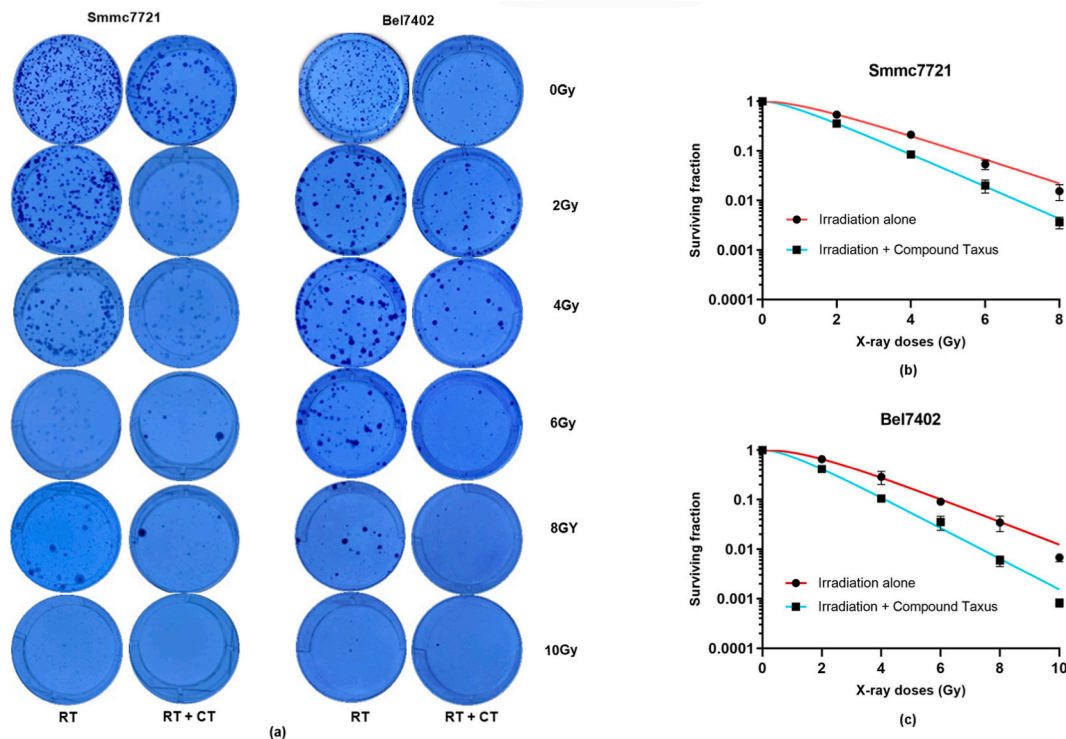 Smmc7721
Bel7402
0Gy
2Gy
4Gy
6Gy
8GY
10Gy
RT
RT + CT
RT
RT + CT
(a)
Smmc7721
Surviving fraction
1
0.1
0.01
0.001
0.0001
Irradiation alone
Irradiation + Compound Taxus
0 2 4 6 8
X-ray doses (Gy)
(b)
Bel7402
Surviving fraction
1
0.1
0.01
0.001
0.0001
Irradiation alone
Irradiation + Compound Taxus
0 2 4 6 8 10
X-ray doses (Gy)
(c)